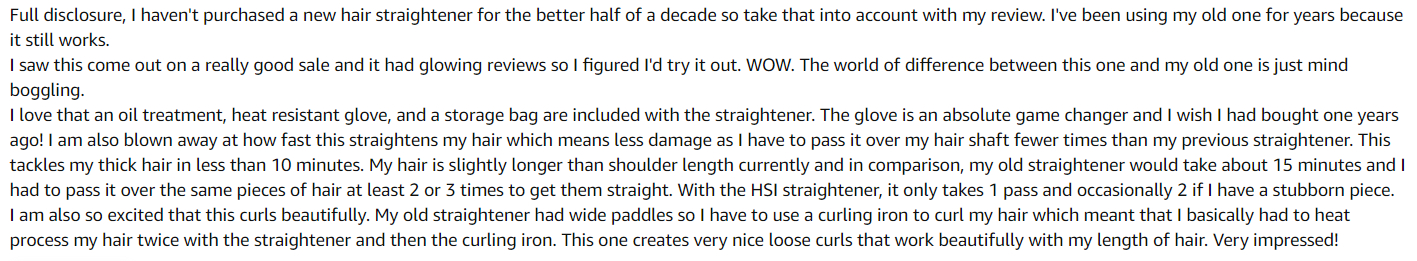 Full disclosure, I haven't purchased a new hair straightener for the better half of a decade so take that into account with my review. I've been using my old one for years because
it still works.
I saw this come out on a really good sale and it had glowing reviews so I figured I'd try it out. WOW. The world of difference between this one and my old one is just mind
boggling.
I love that an oil treatment, heat resistant glove, and a storage bag are included with the straightener. The glove is an absolute game changer and I wish I had bought one years
ago! I am also blown away at how fast this straightens my hair which means less damage as I have to pass it over my hair shaft fewer times than my previous straightener. This
tackles my thick hair in less than 10 minutes. My hair is slightly longer than shoulder length currently and in comparison, my old straightener would take about 15 minutes and I
had to pass it over the same pieces of hair at least 2 or 3 times to get them straight. With the HSI straightener, it only takes 1 pass and occasionally 2 if I have a stubborn piece.
I am also so excited that this curls beautifully. My old straightener had wide paddles so I have to use a curling iron to curl my hair which meant that I basically had to heat
process my hair twice with the straightener and then the curling iron. This one creates very nice loose curls that work beautifully with my length of hair. Very impressed!